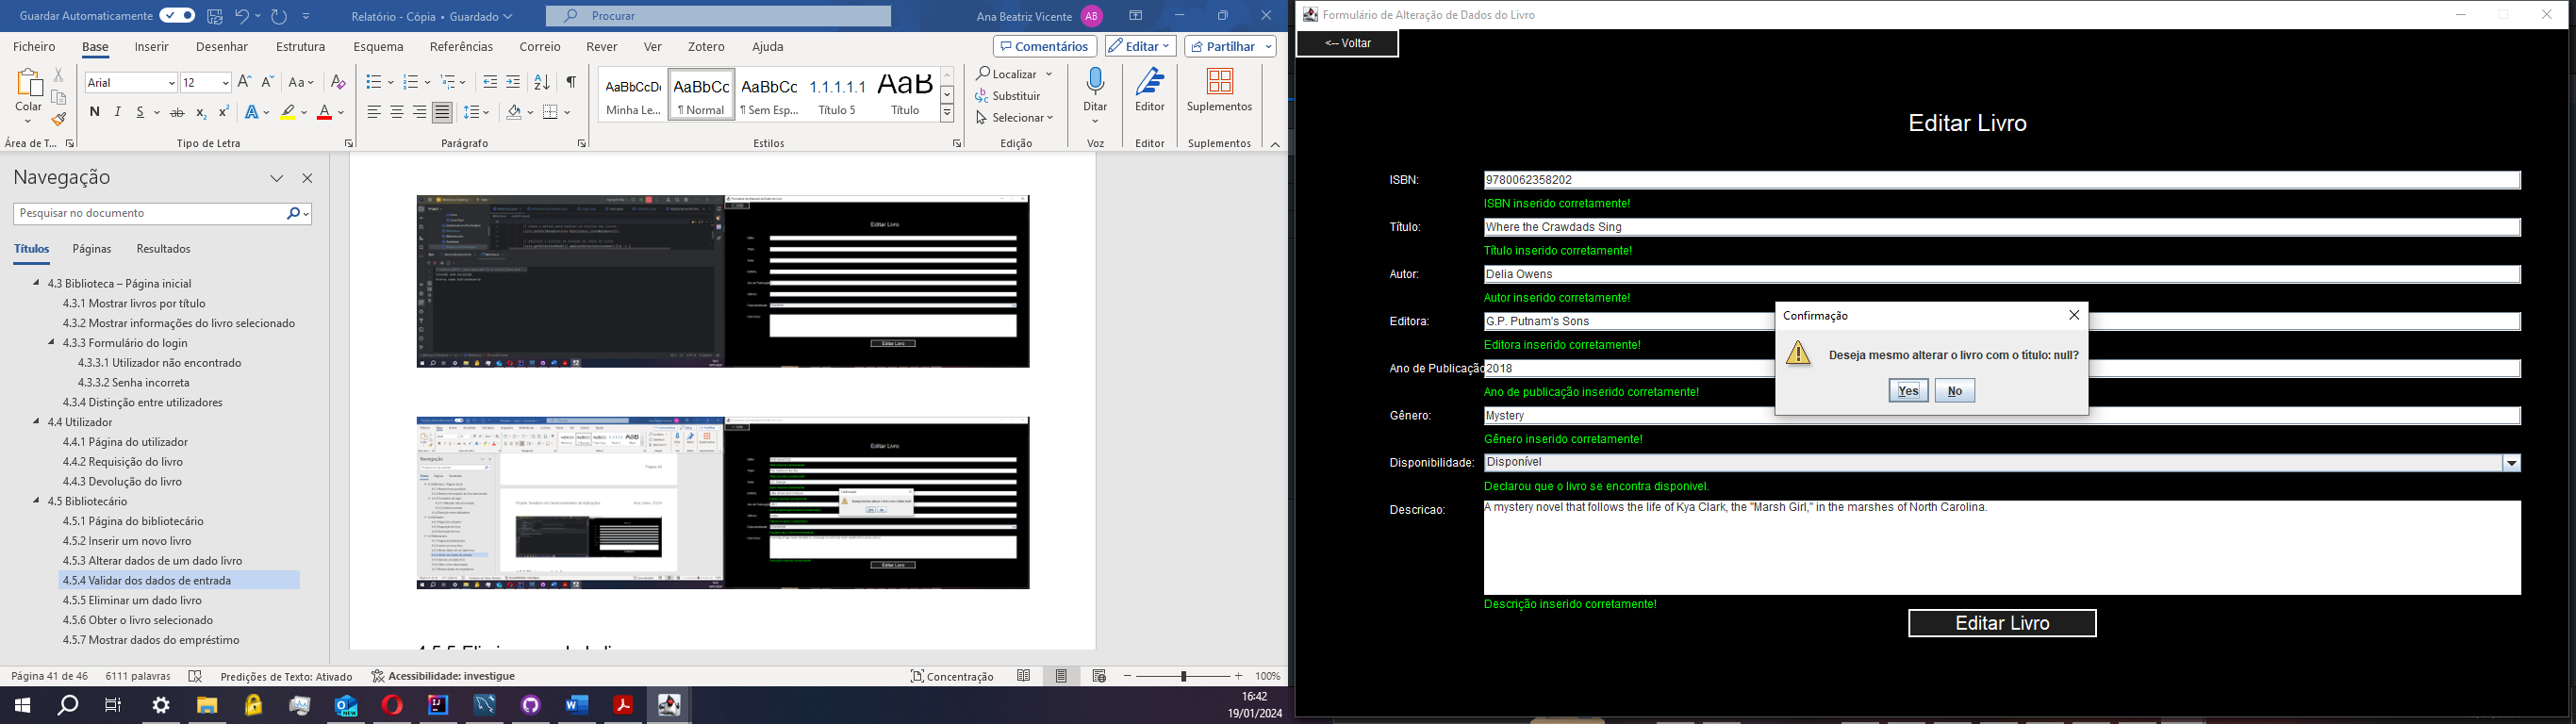 Guardar Automaticamente
Relatório - Cópia • Guardado
Procurar
Ana Beatriz Vicente
AB
Ficheiro Base Inserir Desenhar Estrutura Esquema Referências Correio Rever Ver Zotero Ajuda
Comentários Editar Partilhar
Colar
Arial 12
Aa
N I S ab x₂ x² A A
Área de T...
Tipo de Letra
Parágrafo
AaBbCcDc AaBbCc AaBbCc 1.1.1.1.1 AaB
Minha Le... ¶ Normal ¶ Sem Esp... Título 5 Título
Estilos
Localizar
Substituir
Selecionar
Edição
Ditar
Voz
Editor
Editor
Suplementos
Suplementos
Navegação
Pesquisar no documento
Títulos Páginas Resultados
4.3 Biblioteca – Página inicial
4.3.1 Mostrar livros por título
4.3.2 Mostrar informações do livro selecionado
4.3.3 Formulário do login
4.3.3.1 Utilizador não encontrado
4.3.3.2 Senha incorreta
4.3.4 Distinção entre utilizadores
4.4 Utilizador
4.4.1 Página do utilizador
4.4.2 Requisição do livro
4.4.3 Devolução do livro
4.5 Bibliotecário
4.5.1 Página do bibliotecário
4.5.2 Inserir um novo livro
4.5.3 Alterar dados de um dado livro
4.5.4 Validar dos dados de entrada
4.5.5 Eliminar um dado livro
4.5.6 Obter o livro selecionado
4.5.7 Mostrar dados do empréstimo
Editar Livro
Editar Livro
Editar Livro
Editar Livro
Página 41 de 46
6111 palavras
Predições de Texto: Ativado
Acessibilidade: investigue
Concentração
100%
16:42
19/01/2024
Formulário de Alteração de Dados do Livro
<-- Voltar
Editar Livro
ISBN: 9780062358202
ISBN inserido corretamente!
Título: Where the Crawdads Sing
Título inserido corretamente!
Autor: Delia Owens
Autor inserido corretamente!
Editora: G.P. Putnam's Sons
Editora inserido corretamente!
Ano de Publicação 2018
Ano de publicação inserido corretamente!
Gênero: Mystery
Gênero inserido corretamente!
Disponibilidade: Disponível
Declarou que o livro se encontra disponivel.
Descricao: A mystery novel that follows the life of Kya Clark, the "Marsh Girl," in the marshes of North Carolina.
Descrição inserido corretamente!
Editar Livro
Confirmação
Deseja mesmo alterar o livro com o título: null?
Yes No